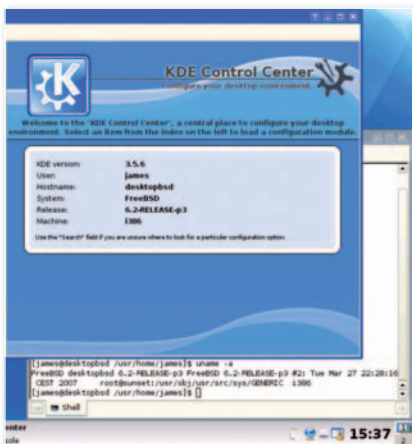 KDE Control Center
Configure your desktop environment.
Welcome to the "KDE Control Center", a central place to configure your desktop
environment. Select an item from the index on the left to load a configuration module.
KDE version: 3.5.6
User: james
Hostname: desktopbsd
System: FreeBSD
Release: 6.2-RELEASE-p3
Machine: i386
Use the "Search" field if you are unsure where to look for a particular configuration option.
[james@desktopbsd /usr/home/james]$ uname -a
FreeBSD desktopbsd 6.2-RELEASE-p3 FreeBSD 6.2-RELEASE-p3 #2: Tue Mar 27 22:28:16
CEST 2007 root@sunset:/usr/obj/usr/src/sys/GENERIC i386
[james@desktopbsd /usr/home/james]$
Shell
enter
sole
15:37